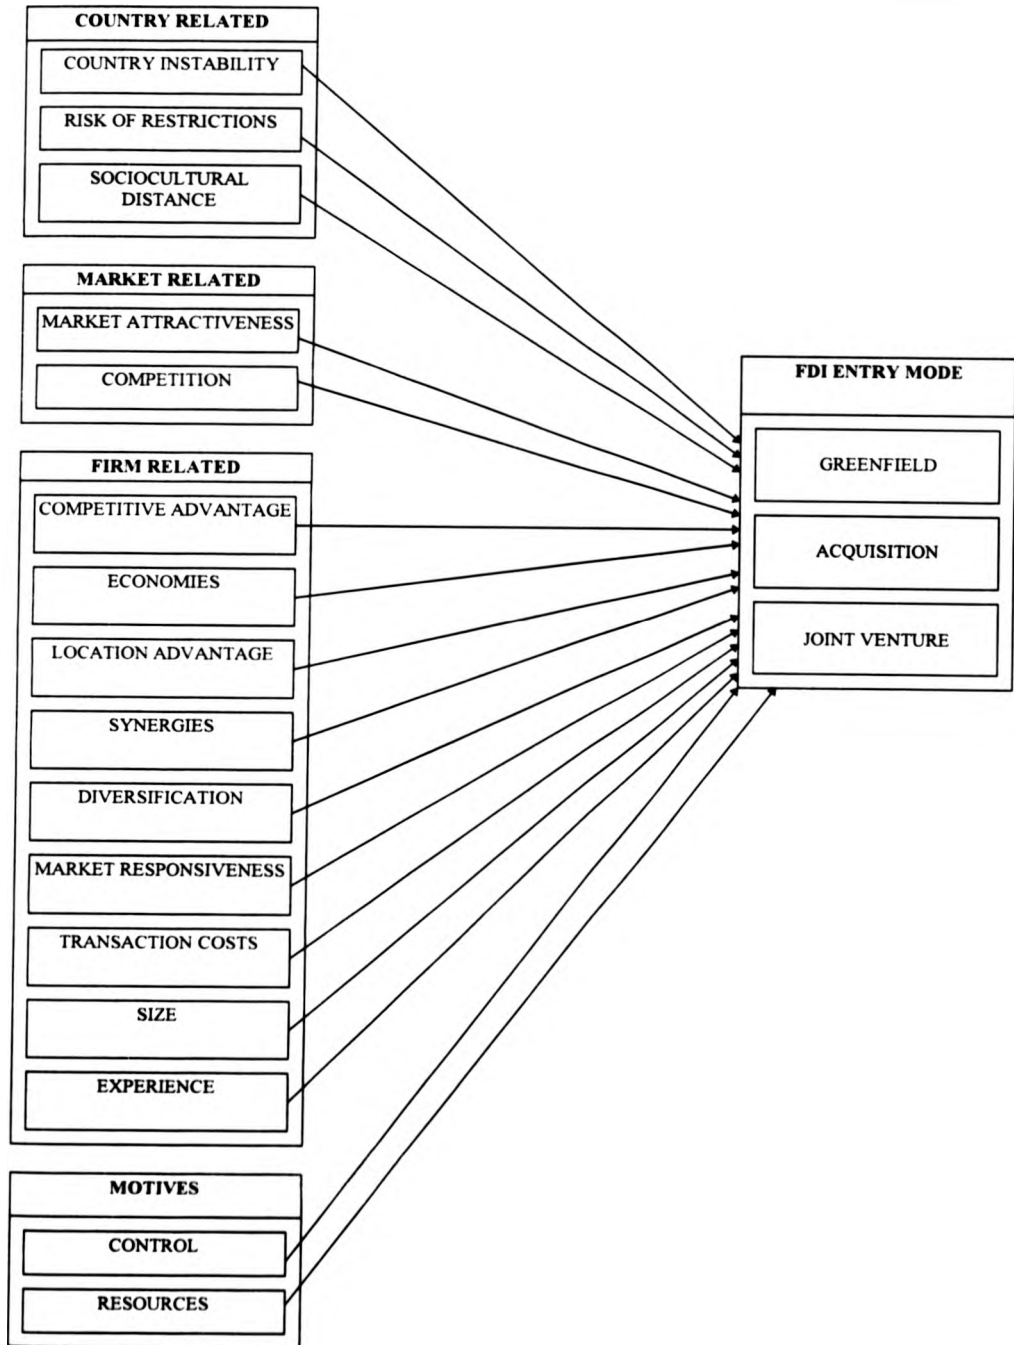 COUNTRY RELATED
COUNTRY INSTABILITY
RISK OF RESTRICTIONS
SOCIOCULTURAL
DISTANCE
MARKET RELATED
MARKET ATTRACTIVENESS
COMPETITION
FIRM RELATED
COMPETITIVE ADVANTAGE
ECONOMIES
LOCATION ADVANTAGE
SYNERGIES
DIVERSIFICATION
MARKET RESPONSIVENESS
TRANSACTION COSTS
SIZE
EXPERIENCE
MOTIVES
CONTROL
RESOURCES
FDI ENTRY MODE
GREENFIELD
ACQUISITION
JOINT VENTURE